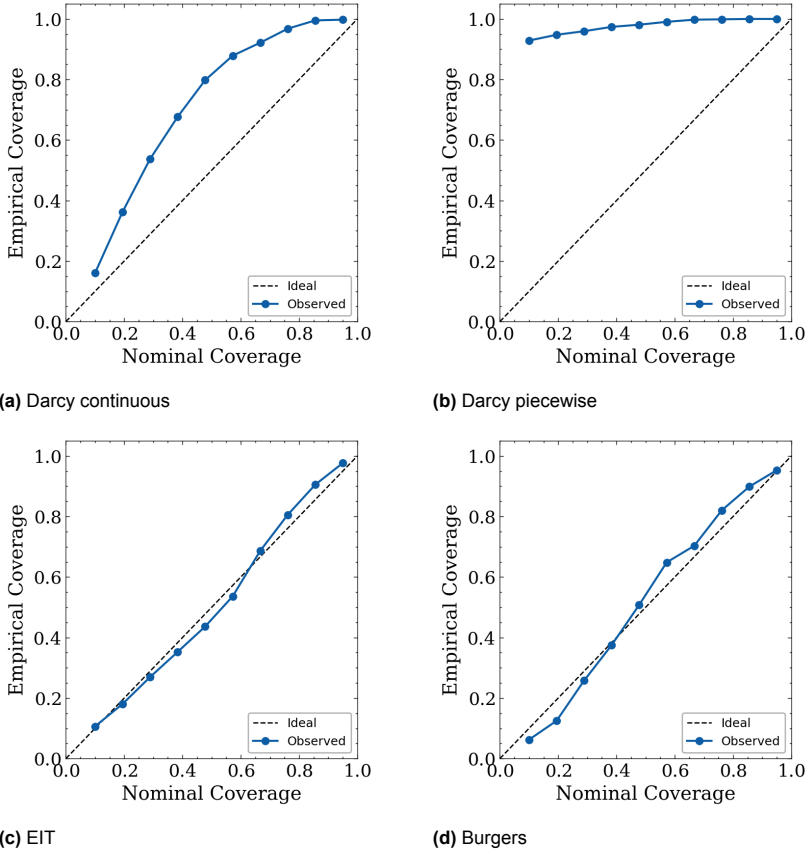 1.0
0.8
0.6
0.4
0.2
0.0
Empirical Coverage
0.0 0.2 0.4 0.6 0.8 1.0
Nominal Coverage
Ideal
Observed
(a) Darcy continuous
1.0
0.8
0.6
0.4
0.2
0.0
Empirical Coverage
0.0 0.2 0.4 0.6 0.8 1.0
Nominal Coverage
Ideal
Observed
(b) Darcy piecewise
1.0
0.8
0.6
0.4
0.2
0.0
Empirical Coverage
0.0 0.2 0.4 0.6 0.8 1.0
Nominal Coverage
Ideal
Observed
(c) EIT
1.0
0.8
0.6
0.4
0.2
0.0
Empirical Coverage
0.0 0.2 0.4 0.6 0.8 1.0
Nominal Coverage
Ideal
Observed
(d) Burgers